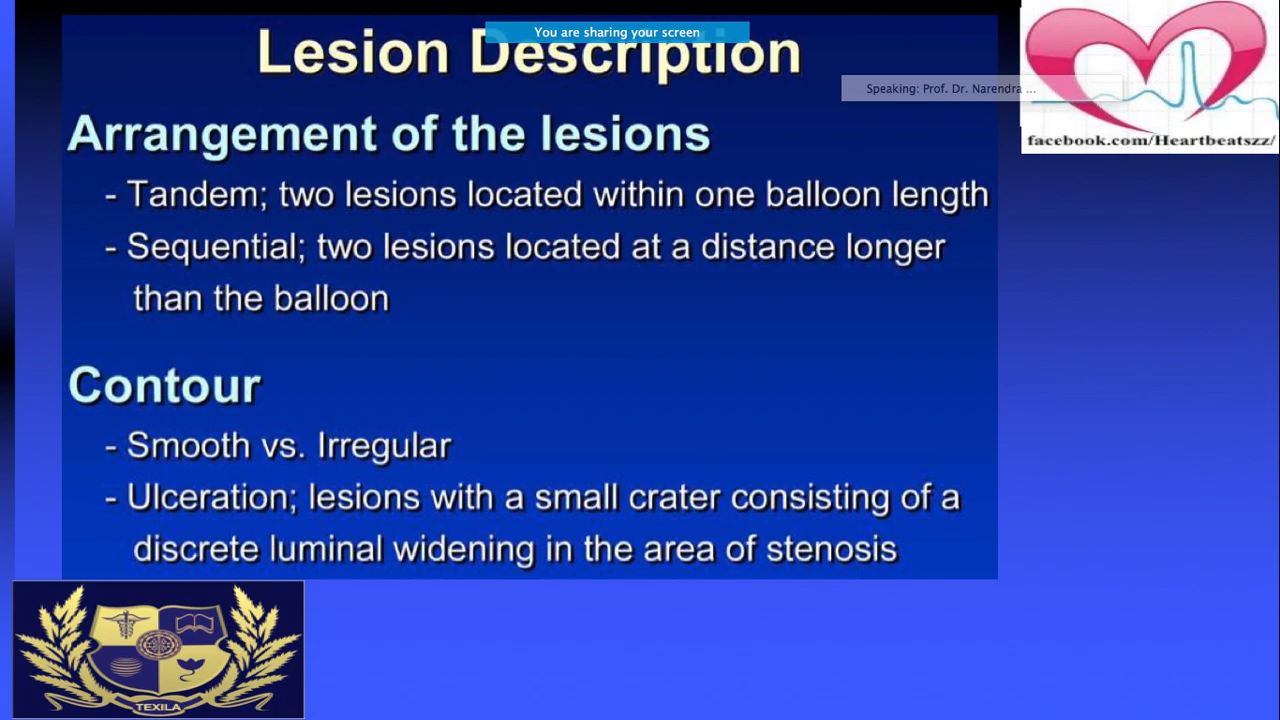 You are sharing your screen
Lesion Description
Speaking: Prof. Dr. Narendra ...
Arrangement of the lesions
facebook.com/Heartbeatszz/
- Tandem; two lesions located within one balloon length
- Sequential; two lesions located at a distance longer
than the balloon
Contour
- Smooth vs. Irregular
- Ulceration; lesions with a small crater consisting of a
discrete luminal widening in the area of stenosis
TEXILA